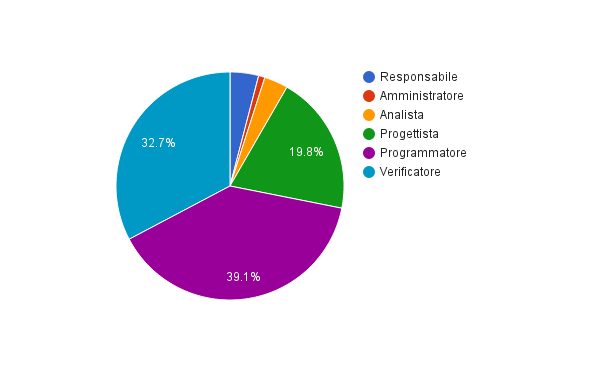 Responsabile
Amministratore
Analista
Progettista
Programmatore
Verificatore
32.7%
19.8%
39.1%